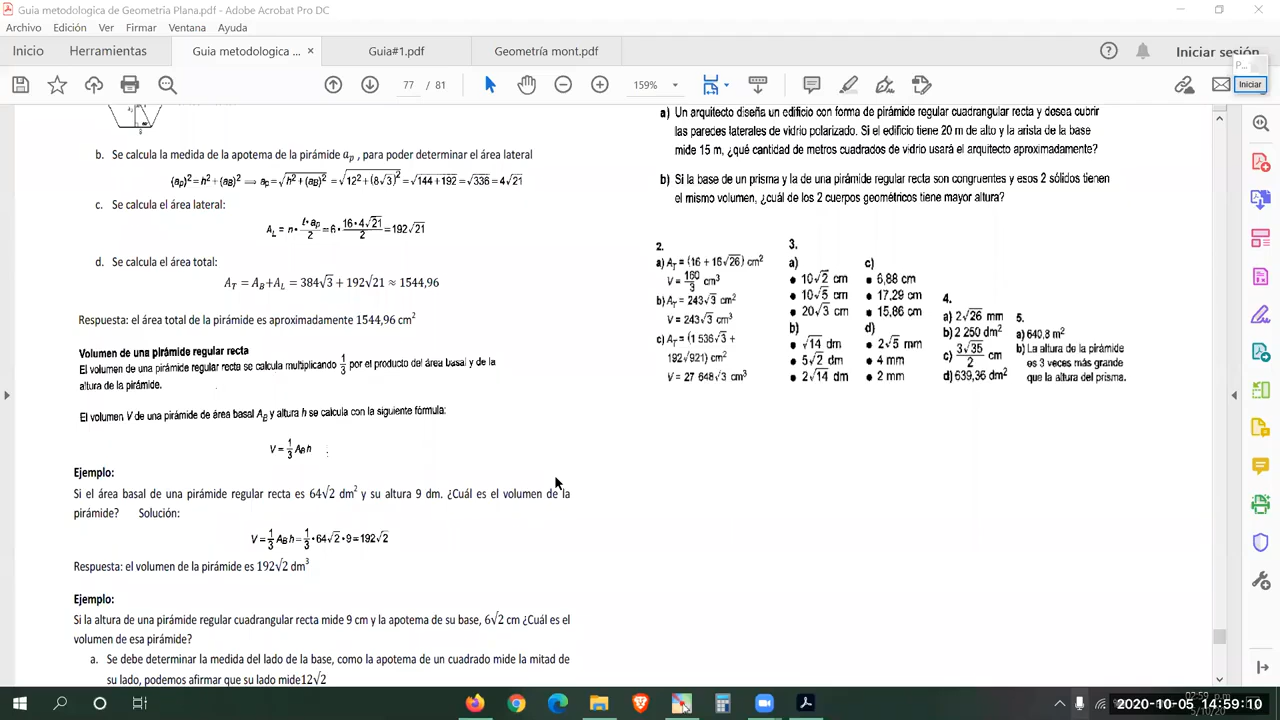 Guia metodologica de Geometria Plana.pdf - Adobe Acrobat Pro DC
Archivo Edición Ver Firmar Ventana Ayuda
Inicio Herramientas Guia metodologica ... × Guia#1.pdf Geometría mont.pdf Iniciar sesión
P...
Iniciar
77 / 81 159%
b. Se calcula la medida de la apotema de la pirámide aₚ , para poder determinar el área lateral
(aₚ)² = h² + (a_B)² ⟹ aₚ = √(h² + (a_B)²) = √(12² + (8√3)²) = √(144+192) = √336 = 4√21
c. Se calcula el área lateral:
A_L = n · (ℓ · aₚ)/2 = 6 · (16 · 4√21)/2 = 192√21
d. Se calcula el área total:
A_T = A_B+A_L = 384√3 + 192√21 ≈ 1544,96
Respuesta: el área total de la pirámide es aproximadamente 1544,96 cm²
Volumen de una pirámide regular recta
El volumen de una pirámide regular recta se calcula multiplicando 1/3 por el producto del área basal y de la
altura de la pirámide.
El volumen V de una pirámide de área basal A_B y altura h se calcula con la siguiente fórmula:
V = 1/3 A_B h
Ejemplo:
Si el área basal de una pirámide regular recta es 64√2 dm² y su altura 9 dm. ¿Cuál es el volumen de la
pirámide? Solución:
V = 1/3 A_B h = 1/3 · 64√2 · 9 = 192√2
Respuesta: el volumen de la pirámide es 192√2 dm³
Ejemplo:
Si la altura de una pirámide regular cuadrangular recta mide 9 cm y la apotema de su base, 6√2 cm ¿Cuál es el
volumen de esa pirámide?
a. Se debe determinar la medida del lado de la base, como la apotema de un cuadrado mide la mitad de
su lado, podemos afirmar que su lado mide12√2
a) Un arquitecto diseña un edificio con forma de pirámide regular cuadrangular recta y desea cubrir
las paredes laterales de vidrio polarizado. Si el edificio tiene 20 m de alto y la arista de la base
mide 15 m, ¿qué cantidad de metros cuadrados de vidrio usará el arquitecto aproximadamente?
b) Si la base de un prisma y la de una pirámide regular recta son congruentes y esos 2 sólidos tienen
el mismo volumen, ¿cuál de los 2 cuerpos geométricos tiene mayor altura?
2.
a) A_T = (16 + 16√26) cm²
V = 160/3 cm³
b) A_T = 243√3 cm²
V = 243√3 cm³
c) A_T = (1 536√3 +
192√921) cm²
V = 27 648√3 cm³
3.
a)
• 10√2 cm
• 10√5 cm
• 20√3 cm
b)
• √14 dm
• 5√2 dm
• 2√14 dm
c)
• 6,88 cm
• 17,29 cm
• 15,86 cm
d)
• 2√5 mm
• 4 mm
• 2 mm
4.
a) 2√26 mm
b) 2 250 dm²
c) 3√35/2 cm
d) 639,36 dm²
5.
a) 640,8 m²
b) La altura de la pirámide
es 3 veces más grande
que la altura del prisma.
2020-10-05 14:59:10